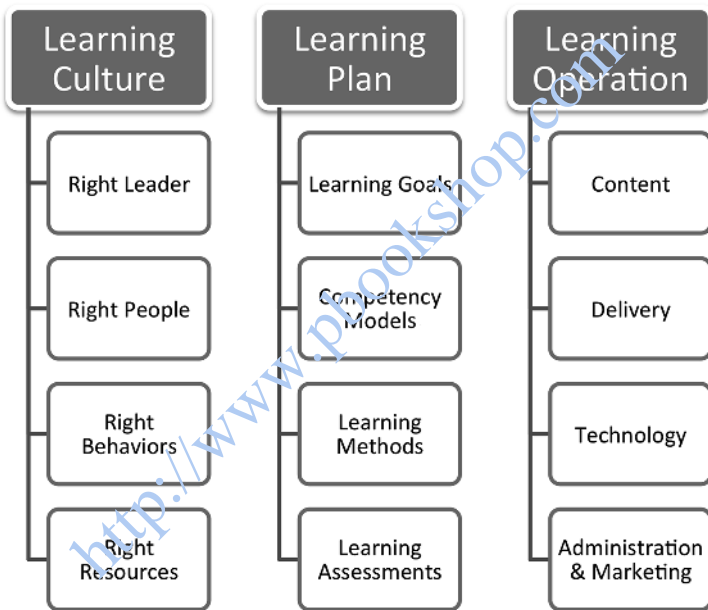 Learning
Culture
Right Leader
Right People
Right
Behaviors
Right
Resources
Learning
Plan
Learning Goals
Competency
Models
Learning
Methods
Learning
Assessments
Learning
Operation
Content
Delivery
Technology
Administration
& Marketing
http://www.pbookshop.com